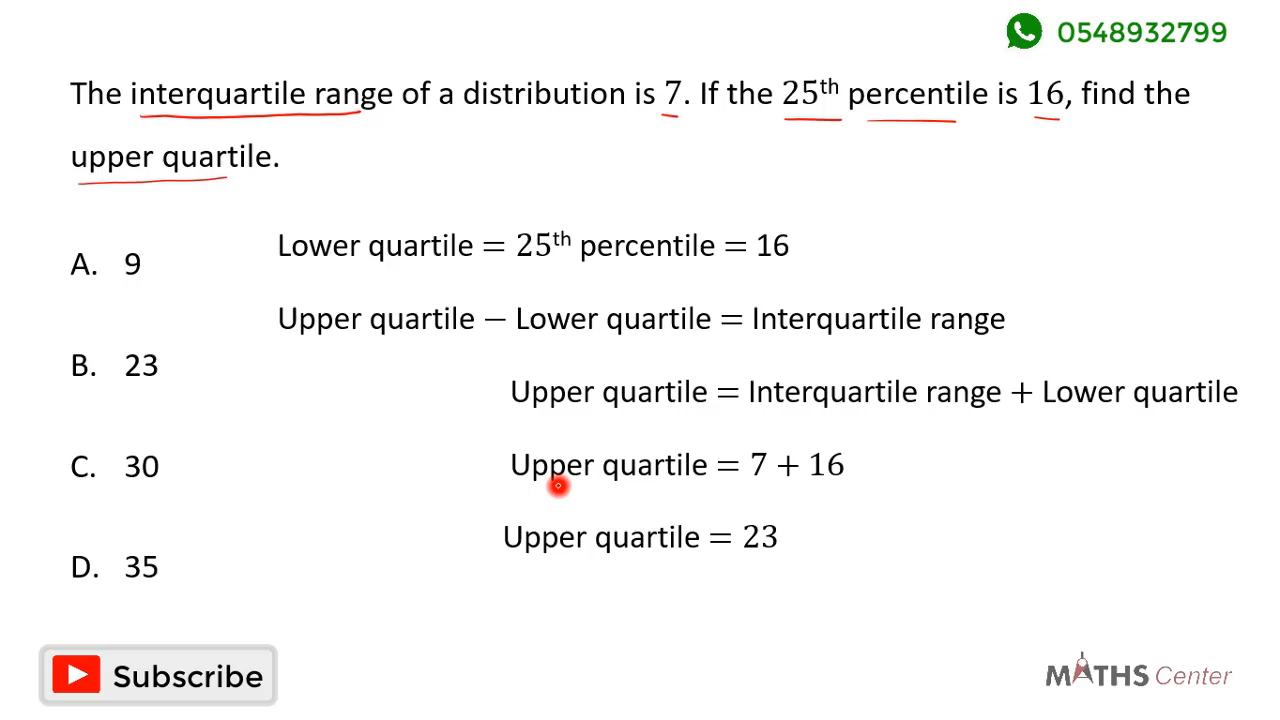 0548932799
The interquartile range of a distribution is 7. If the 25th percentile is 16, find the
upper quartile.
Lower quartile = 25th percentile = 16
A. 9
Upper quartile − Lower quartile = Interquartile range
B. 23
Upper quartile = Interquartile range + Lower quartile
C. 30
Upper quartile = 7 + 16
Upper quartile = 23
D. 35
Subscribe
MATHS Center